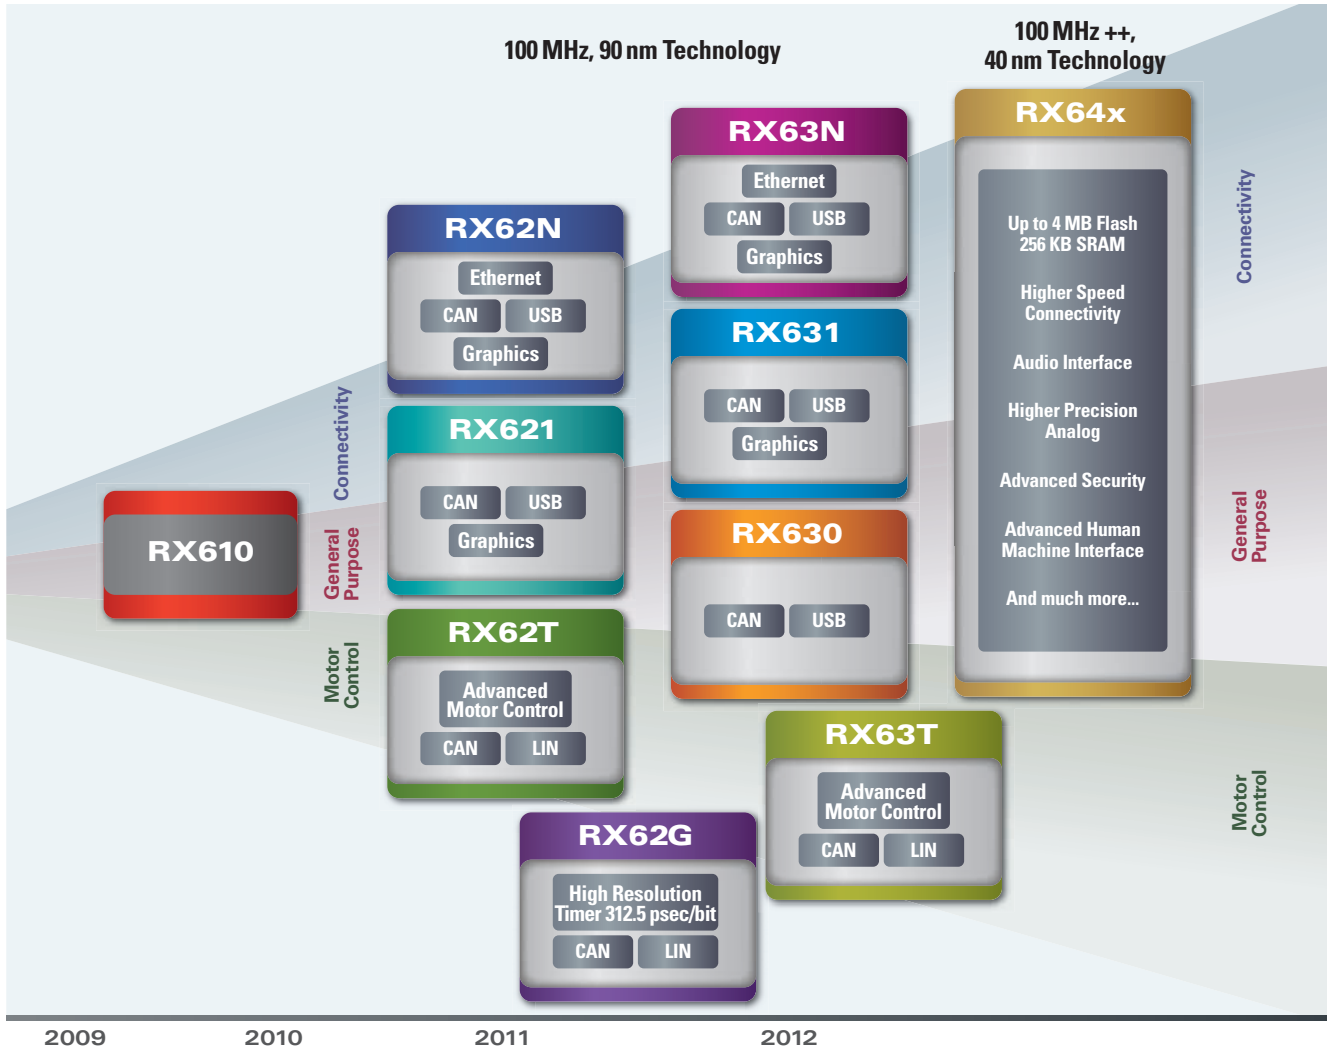 100 MHz, 90 nm Technology
100 MHz ++,
40 nm Technology
RX610
Connectivity
General
Purpose
Motor
Control
RX62N
Ethernet
CAN
USB
Graphics
RX621
CAN
USB
Graphics
RX62T
Advanced
Motor Control
CAN
LIN
RX62G
High Resolution
Timer 312.5 psec/bit
CAN
LIN
RX63N
Ethernet
CAN
USB
Graphics
RX631
CAN
USB
Graphics
RX630
CAN
USB
RX63T
Advanced
Motor Control
CAN
LIN
RX64x
Up to 4 MB Flash
256 KB SRAM
Higher Speed
Connectivity
Audio Interface
Higher Precision
Analog
Advanced Security
Advanced Human
Machine Interface
And much more...
Connectivity
General
Purpose
Motor
Control
2009
2010
2011
2012